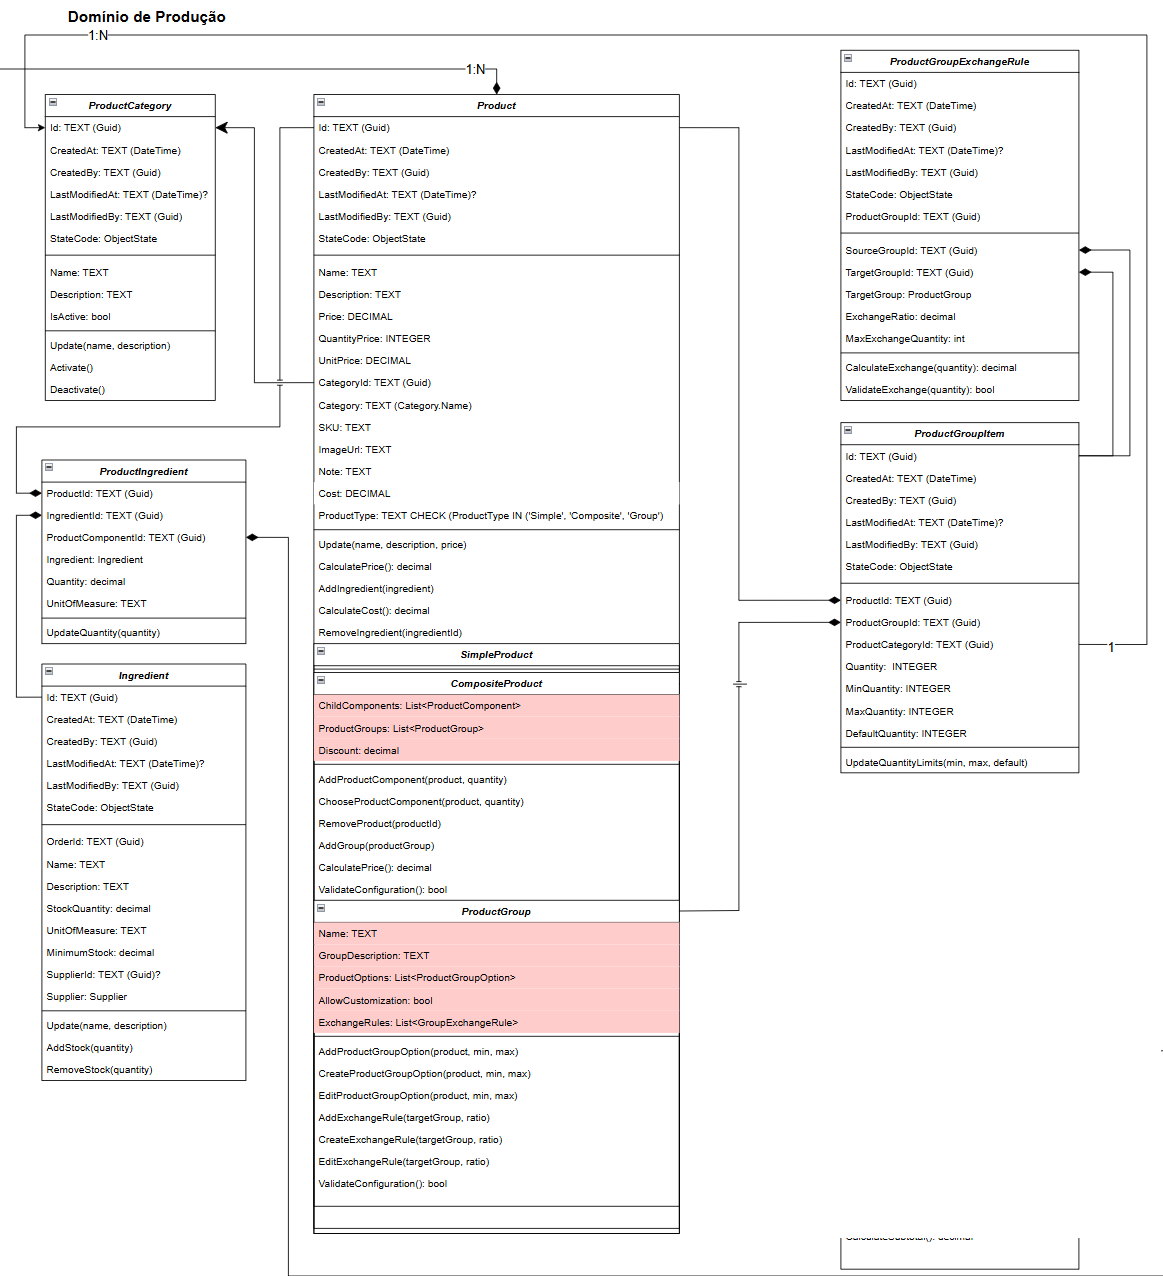 Domínio de Produção
1:N
1:N
ProductCategory
Id: TEXT (Guid)
CreatedAt: TEXT (DateTime)
CreatedBy: TEXT (Guid)
LastModifiedAt: TEXT (DateTime)?
LastModifiedBy: TEXT (Guid)
StateCode: ObjectState
Name: TEXT
Description: TEXT
IsActive: bool
Update(name, description)
Activate()
Deactivate()
ProductIngredient
ProductId: TEXT (Guid)
IngredientId: TEXT (Guid)
ProductComponentId: TEXT (Guid)
Ingredient: Ingredient
Quantity: decimal
UnitOfMeasure: TEXT
UpdateQuantity(quantity)
Ingredient
Id: TEXT (Guid)
CreatedAt: TEXT (DateTime)
CreatedBy: TEXT (Guid)
LastModifiedAt: TEXT (DateTime)?
LastModifiedBy: TEXT (Guid)
StateCode: ObjectState
OrderId: TEXT (Guid)
Name: TEXT
Description: TEXT
StockQuantity: decimal
UnitOfMeasure: TEXT
MinimumStock: decimal
SupplierId: TEXT (Guid)?
Supplier: Supplier
Update(name, description)
AddStock(quantity)
RemoveStock(quantity)
Product
Id: TEXT (Guid)
CreatedAt: TEXT (DateTime)
CreatedBy: TEXT (Guid)
LastModifiedAt: TEXT (DateTime)?
LastModifiedBy: TEXT (Guid)
StateCode: ObjectState
Name: TEXT
Description: TEXT
Price: DECIMAL
QuantityPrice: INTEGER
UnitPrice: DECIMAL
CategoryId: TEXT (Guid)
Category: TEXT (Category.Name)
SKU: TEXT
ImageUrl: TEXT
Note: TEXT
Cost: DECIMAL
ProductType: TEXT CHECK (ProductType IN ('Simple', 'Composite', 'Group')
Update(name, description, price)
CalculatePrice(): decimal
AddIngredient(ingredient)
CalculateCost(): decimal
RemoveIngredient(ingredientId)
SimpleProduct
CompositeProduct
ChildComponents: List<ProductComponent>
ProductGroups: List<ProductGroup>
Discount: decimal
AddProductComponent(product, quantity)
ChooseProductComponent(product, quantity)
RemoveProduct(productId)
AddGroup(productGroup)
CalculatePrice(): decimal
ValidateConfiguration(): bool
ProductGroup
Name: TEXT
GroupDescription: TEXT
ProductOptions: List<ProductGroupOption>
AllowCustomization: bool
ExchangeRules: List<GroupExchangeRule>
AddProductGroupOption(product, min, max)
CreateProductGroupOption(product, min, max)
EditProductGroupOption(product, min, max)
AddExchangeRule(targetGroup, ratio)
CreateExchangeRule(targetGroup, ratio)
EditExchangeRule(targetGroup, ratio)
ValidateConfiguration(): bool
ProductGroupExchangeRule
Id: TEXT (Guid)
CreatedAt: TEXT (DateTime)
CreatedBy: TEXT (Guid)
LastModifiedAt: TEXT (DateTime)?
LastModifiedBy: TEXT (Guid)
StateCode: ObjectState
ProductGroupId: TEXT (Guid)
SourceGroupId: TEXT (Guid)
TargetGroupId: TEXT (Guid)
TargetGroup: ProductGroup
ExchangeRatio: decimal
MaxExchangeQuantity: int
CalculateExchange(quantity): decimal
ValidateExchange(quantity): bool
ProductGroupItem
Id: TEXT (Guid)
CreatedAt: TEXT (DateTime)
CreatedBy: TEXT (Guid)
LastModifiedAt: TEXT (DateTime)?
LastModifiedBy: TEXT (Guid)
StateCode: ObjectState
ProductId: TEXT (Guid)
ProductGroupId: TEXT (Guid)
ProductCategoryId: TEXT (Guid)
Quantity: INTEGER
MinQuantity: INTEGER
MaxQuantity: INTEGER
DefaultQuantity: INTEGER
UpdateQuantityLimits(min, max, default)
1